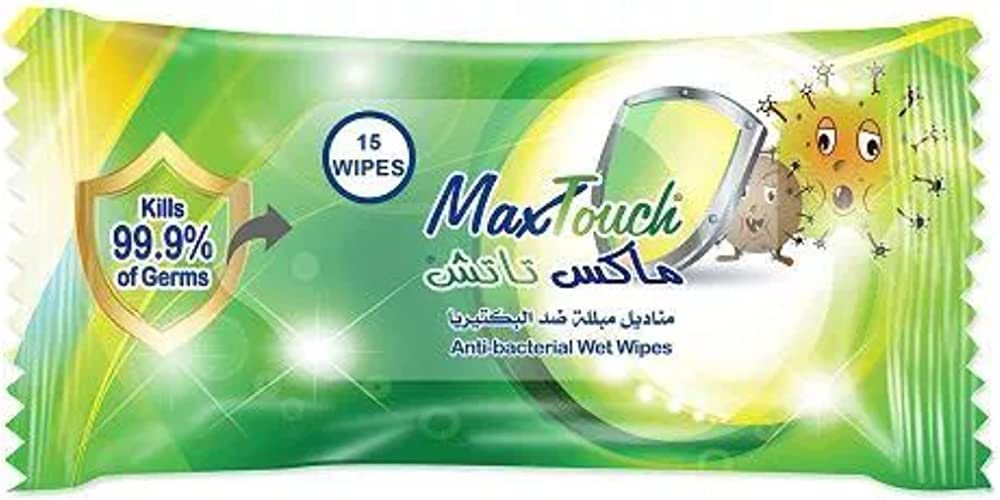 15
WIPES
Kills
99.9%
of Germs
MaxTouch
ماكس تاتش
مناديل مبللة ضد البكتيريا
Anti-bacterial Wet Wipes